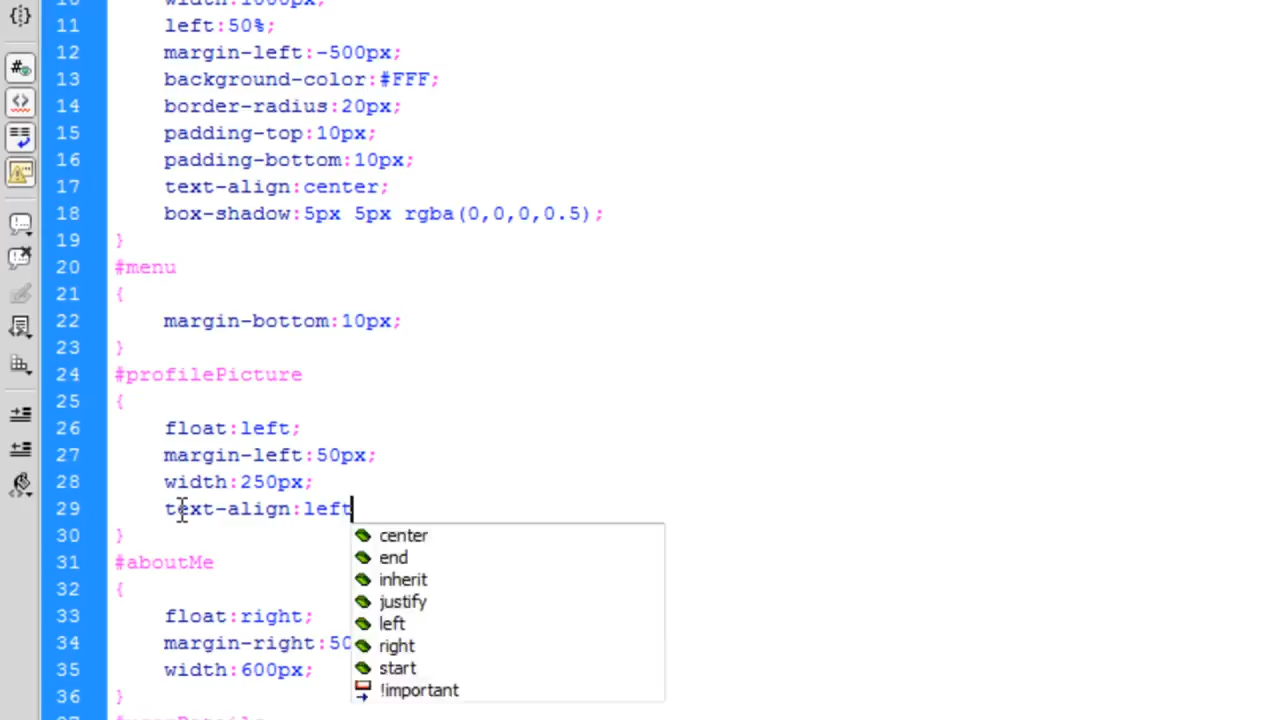 10 width:1000px;
11 left:50%;
12 margin-left:-500px;
13 background-color:#FFF;
14 border-radius:20px;
15 padding-top:10px;
16 padding-bottom:10px;
17 text-align:center;
18 box-shadow:5px 5px rgba(0,0,0,0.5);
19 }
20 #menu
21 {
22 margin-bottom:10px;
23 }
24 #profilePicture
25 {
26 float:left;
27 margin-left:50px;
28 width:250px;
29 text-align:left
30 }
31 #aboutMe
32 {
33 float:right;
34 margin-right:50
35 width:600px;
36 }
center
end
inherit
justify
left
right
start
!important